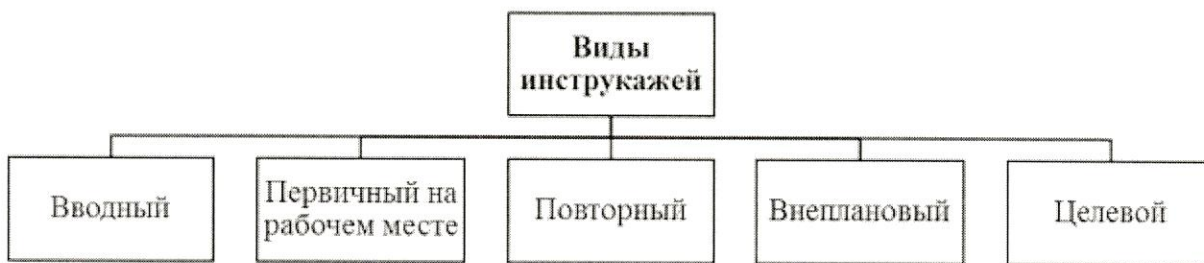 Виды
инструкажей
Вводный
Первичный на
рабочем месте
Повторный
Внеплановый
Целевой